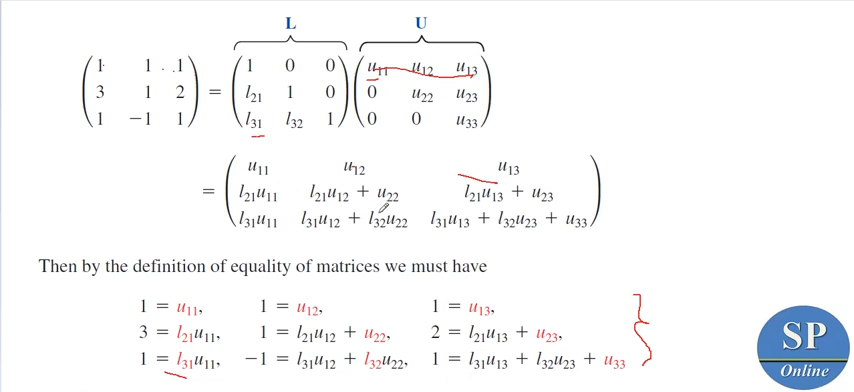 L U
( 1 1 1 ) ( 1 0 0 ) ( u₁₁ u₁₂ u₁₃ )
( 3 1 2 ) = ( l₂₁ 1 0 ) ( 0 u₂₂ u₂₃ )
( 1 −1 1 ) ( l₃₁ l₃₂ 1 ) ( 0 0 u₃₃ )
( u₁₁ u₁₂ u₁₃ )
= ( l₂₁u₁₁ l₂₁u₁₂ + u₂₂ l₂₁u₁₃ + u₂₃ )
( l₃₁u₁₁ l₃₁u₁₂ + l₃₂u₂₂ l₃₁u₁₃ + l₃₂u₂₃ + u₃₃ )
Then by the definition of equality of matrices we must have
1 = u₁₁, 1 = u₁₂, 1 = u₁₃,
3 = l₂₁u₁₁, 1 = l₂₁u₁₂ + u₂₂, 2 = l₂₁u₁₃ + u₂₃,
1 = l₃₁u₁₁, −1 = l₃₁u₁₂ + l₃₂u₂₂, 1 = l₃₁u₁₃ + l₃₂u₂₃ + u₃₃
SP
Online